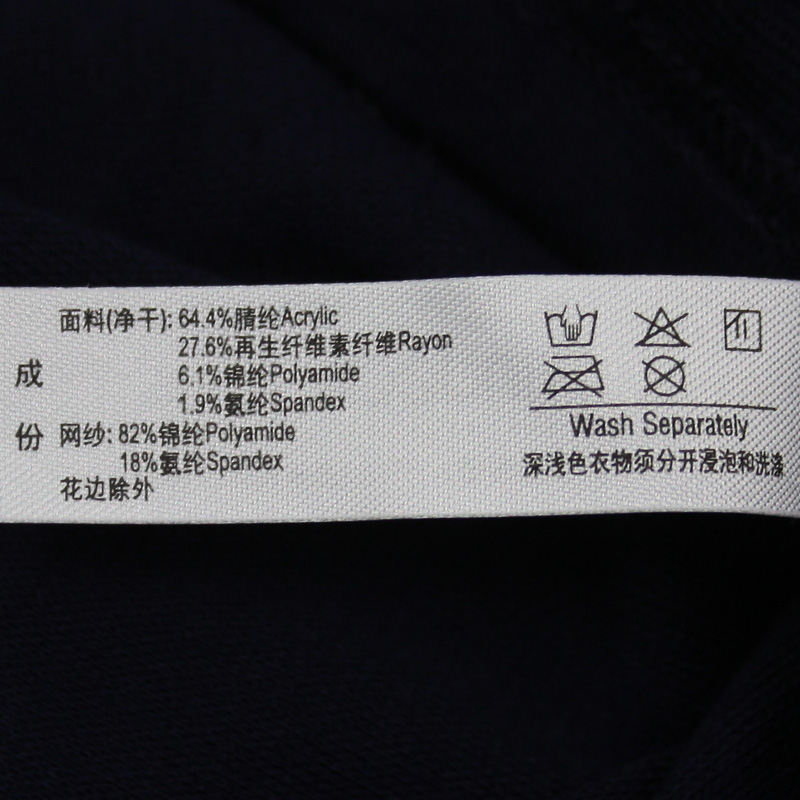 成份
面料(净干): 64.4%腈纶Acrylic
27.6%再生纤维素纤维Rayon
6.1%锦纶Polyamide
1.9%氨纶Spandex
网纱: 82%锦纶Polyamide
18%氨纶Spandex
花边除外
Wash Separately
深浅色衣物须分开浸泡和洗涤